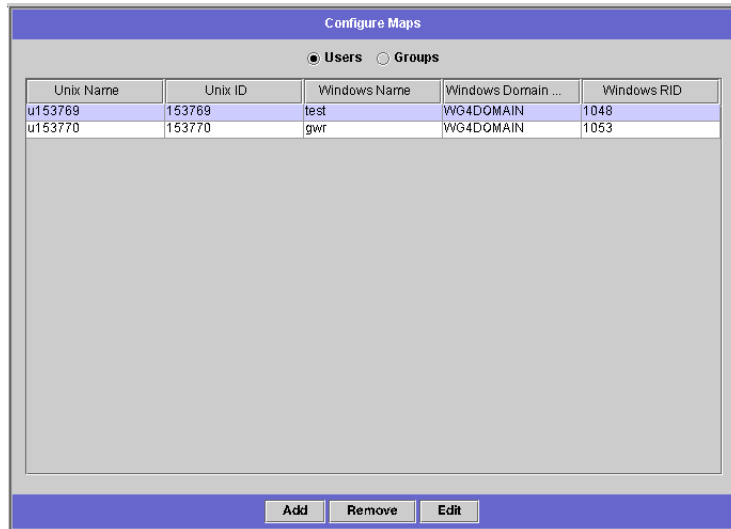 Configure Maps
Users Groups
Unix Name Unix ID Windows Name Windows Domain ... Windows RID
u153769 153769 test WG4DOMAIN 1048
u153770 153770 gwr WG4DOMAIN 1053
Add Remove Edit